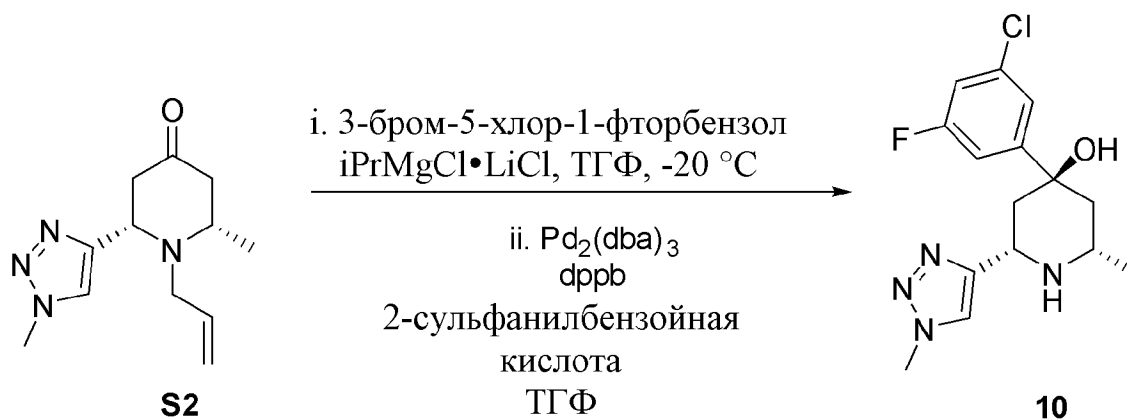 O
N
N
N
N
S2
i. 3-бром-5-хлор-1-фторбензол
iPrMgCl•LiCl, ТГФ, -20 °C
ii. Pd2(dba)3
dppb
2-сульфанилбензойная
кислота
ТГФ
Cl
F
OH
N
N
N
N
H
10